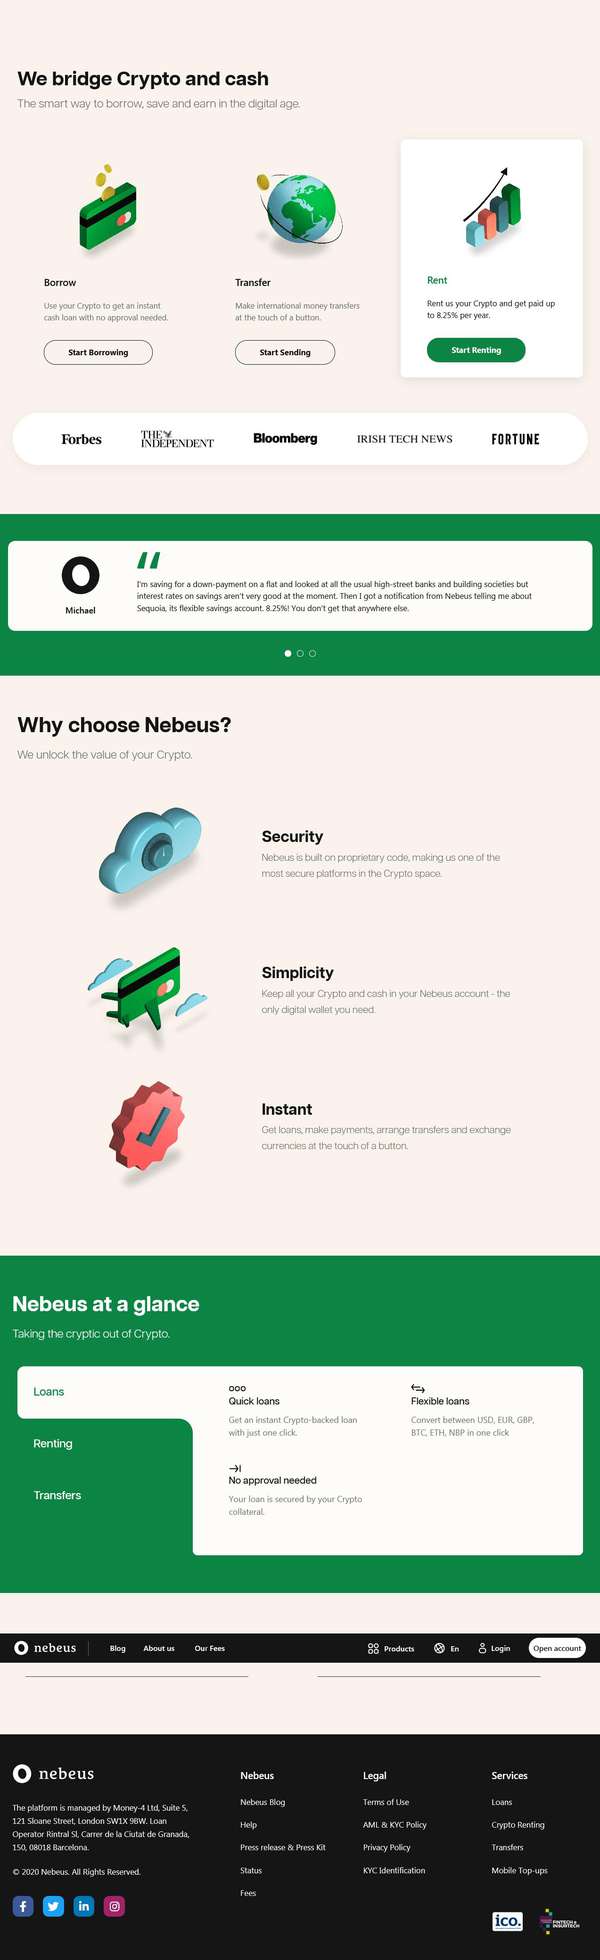 We bridge Crypto and cash
The smart way to borrow, save and earn in the digital age.
Borrow
Use your Crypto to get an instant
cash loan with no approval needed.
Start Borrowing
Transfer
Make international money transfers
at the touch of a button.
Start Sending
Rent
Rent us your Crypto and get paid up
to 8.25% per year.
Start Renting
Forbes
THE INDEPENDENT
Bloomberg
IRISH TECH NEWS
FORTUNE
Michael
I'm saving for a down-payment on a flat and looked at all the usual high-street banks and building societies but
interest rates on savings aren't very good at the moment. Then I got a notification from Nebeus telling me about
Sequoia, its flexible savings account. 8.25%! You don't get that anywhere else.
Why choose Nebeus?
We unlock the value of your Crypto.
Security
Nebeus is built on proprietary code, making us one of the
most secure platforms in the Crypto space.
Simplicity
Keep all your Crypto and cash in your Nebeus account - the
only digital wallet you need.
Instant
Get loans, make payments, arrange transfers and exchange
currencies at the touch of a button.
Nebeus at a glance
Taking the cryptic out of Crypto.
Loans
Renting
Transfers
Quick loans
Get an instant Crypto-backed loan
with just one click.
Flexible loans
Convert between USD, EUR, GBP,
BTC, ETH, NBP in one click
No approval needed
Your loan is secured by your Crypto
collateral.
nebeus
Blog
About us
Our Fees
Products
En
Login
Open account
nebeus
The platform is managed by Money-4 Ltd, Suite 5,
121 Sloane Street, London SW1X 9BW. Loan
Operator Rintral Sl, Carrer de la Ciutat de Granada,
150, 08018 Barcelona.
© 2020 Nebeus. All Rights Reserved.
Nebeus
Nebeus Blog
Help
Press release & Press Kit
Status
Fees
Legal
Terms of Use
AML & KYC Policy
Privacy Policy
KYC Identification
Services
Loans
Crypto Renting
Transfers
Mobile Top-ups
ico.
FINTECH &
INSURTECH